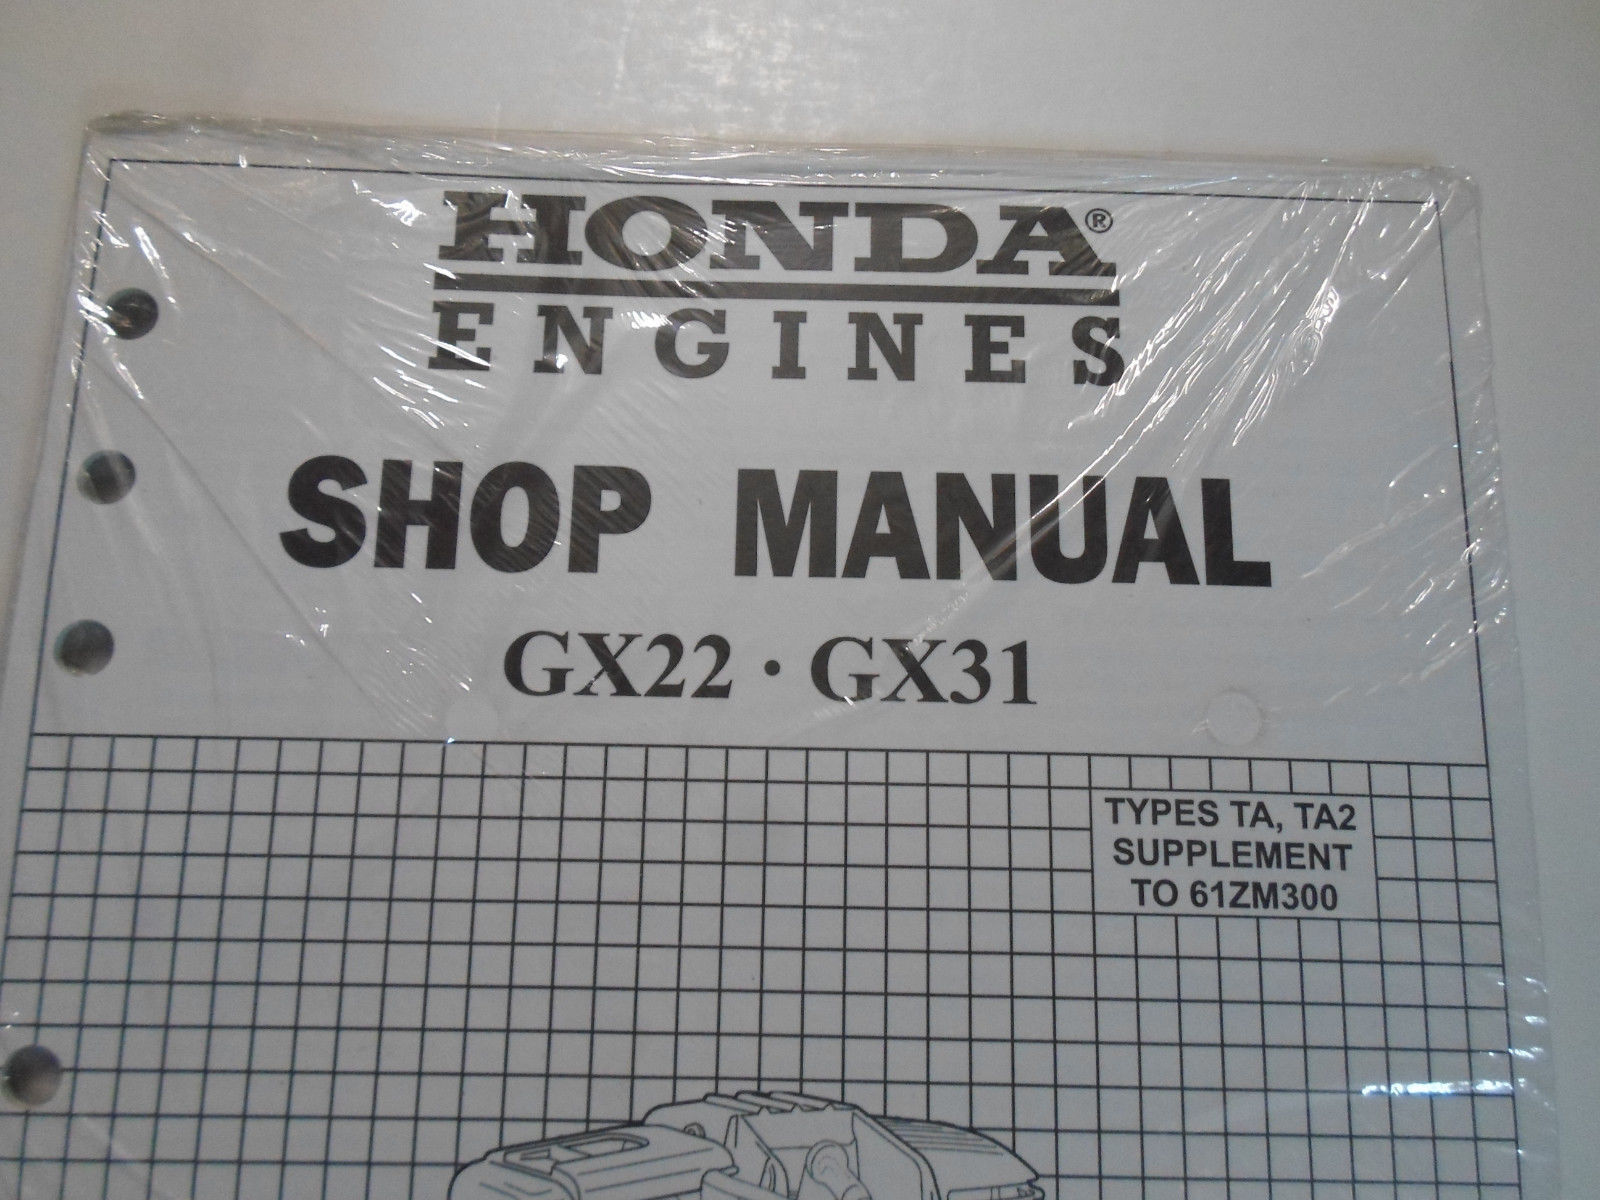 HONDA®
ENGINES
SHOP MANUAL
GX22 · GX31
TYPES TA, TA2
SUPPLEMENT
TO 61ZM300